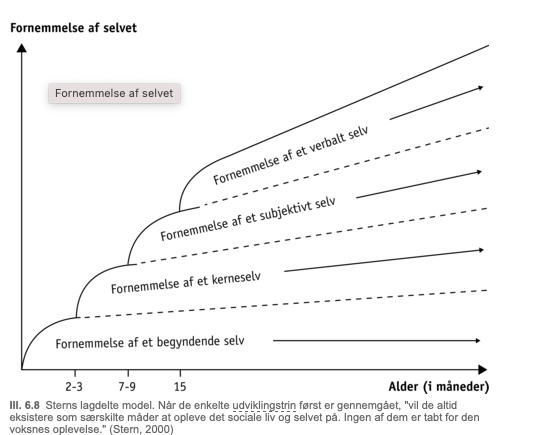 Fornemmelse af selvet
Fornemmelse af selvet
Fornemmelse af et verbalt selv
Fornemmelse af et subjektivt selv
Fornemmelse af et kerneselv
Fornemmelse af et begyndende selv
2-3 7-9 15 Alder (i måneder)
III. 6.8 Sterns lagdelte model. Når de enkelte udviklingstrin først er gennemgået, "vil de altid
eksistere som særskilte måder at opleve det sociale liv og selvet på. Ingen af dem er tabt for den
voksnes oplevelse." (Stern, 2000)